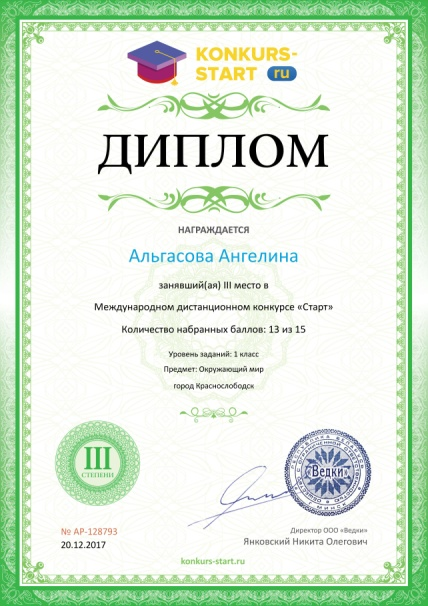 KONKURS-
START ru
ДИПЛОМ
НАГРАЖДАЕТСЯ
Альгасова Ангелина
занявший(ая) III место в
Международном дистанционном конкурсе «Старт»
Количество набранных баллов: 13 из 15
Уровень заданий: 1 класс
Предмет: Окружающий мир
город Краснослободск
III
СТЕПЕНИ
"Ведки"
МИНСК
№ AP-128793
20.12.2017
Директор ООО «Ведки»
Янковский Никита Олегович
konkurs-start.ru